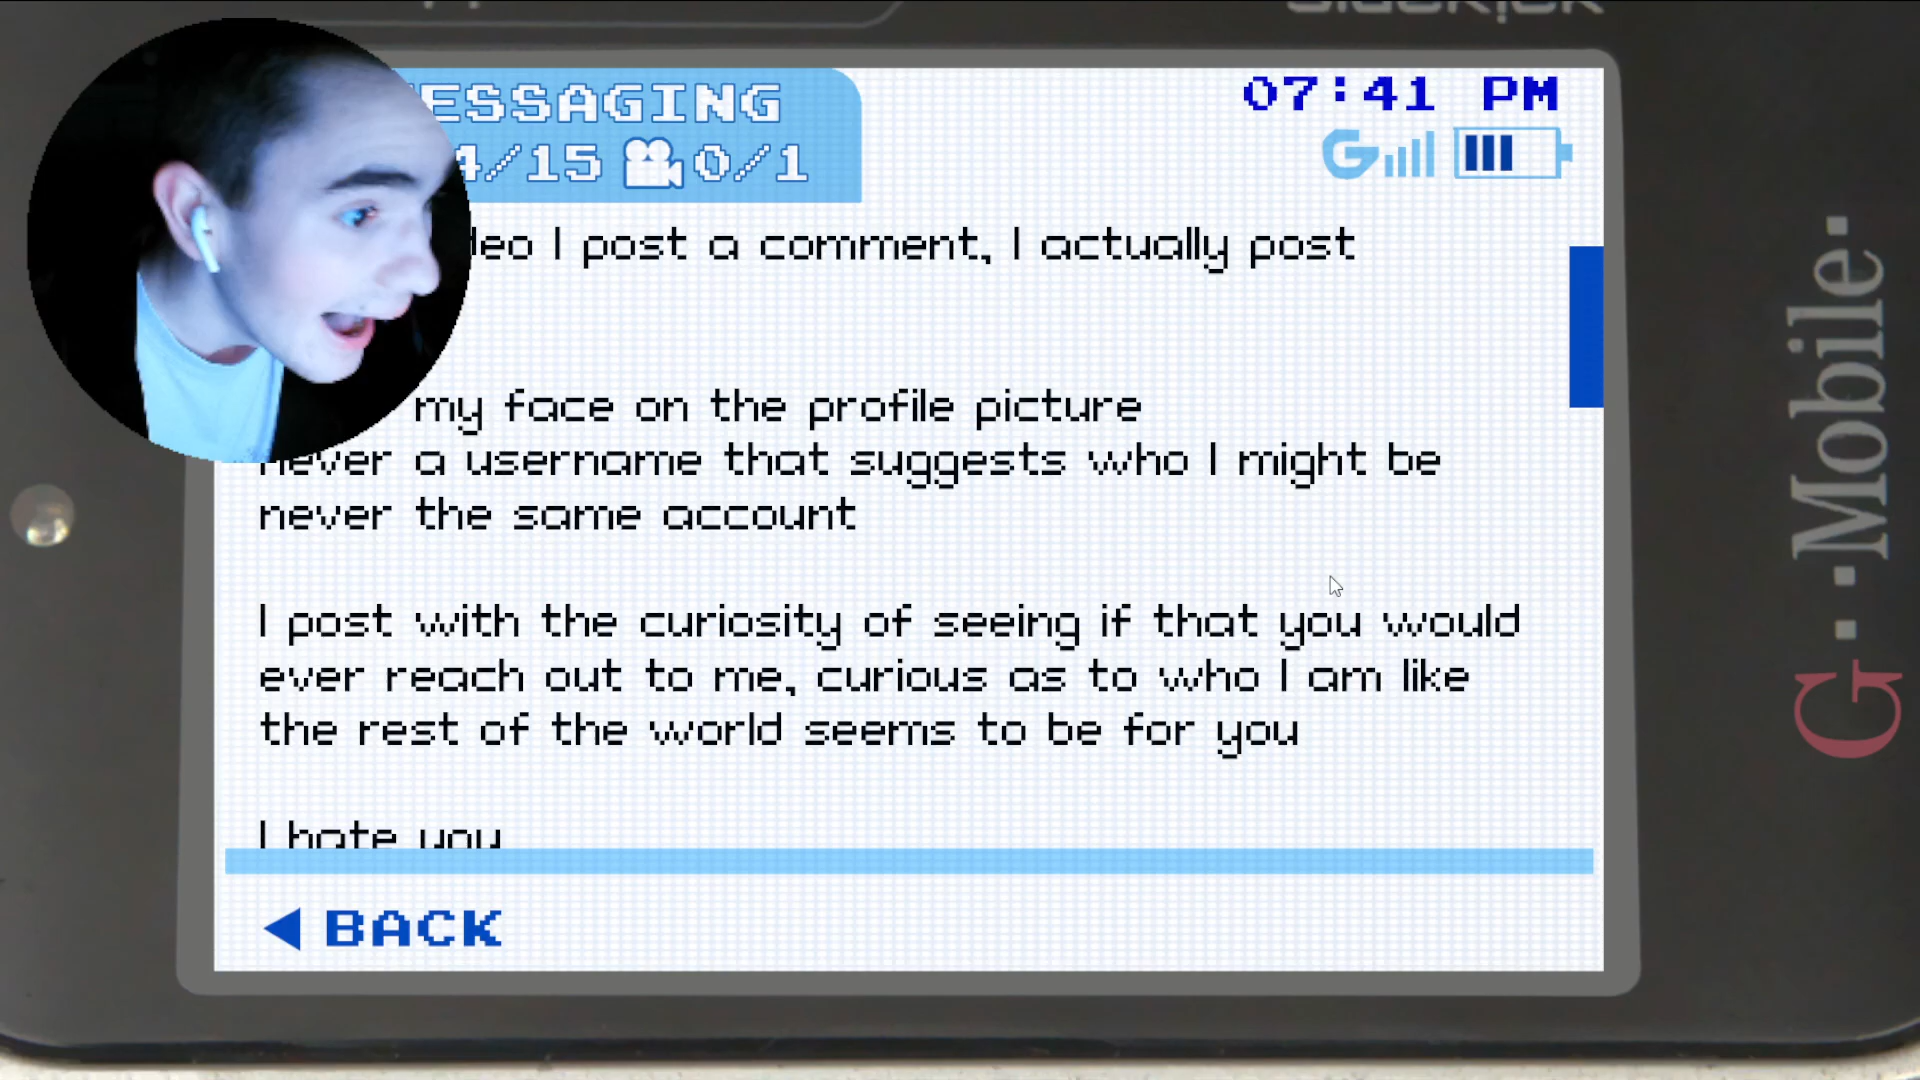 SIDEKICK
ESSAGING
07:41 PM
4/15 0/1
G
I post a comment, I actually post
my face on the profile picture
never a username that suggests who I might be
never the same account
I post with the curiosity of seeing if that you would
ever reach out to me, curious as to who I am like
the rest of the world seems to be for you
I hate you
BACK
G··Mobile·